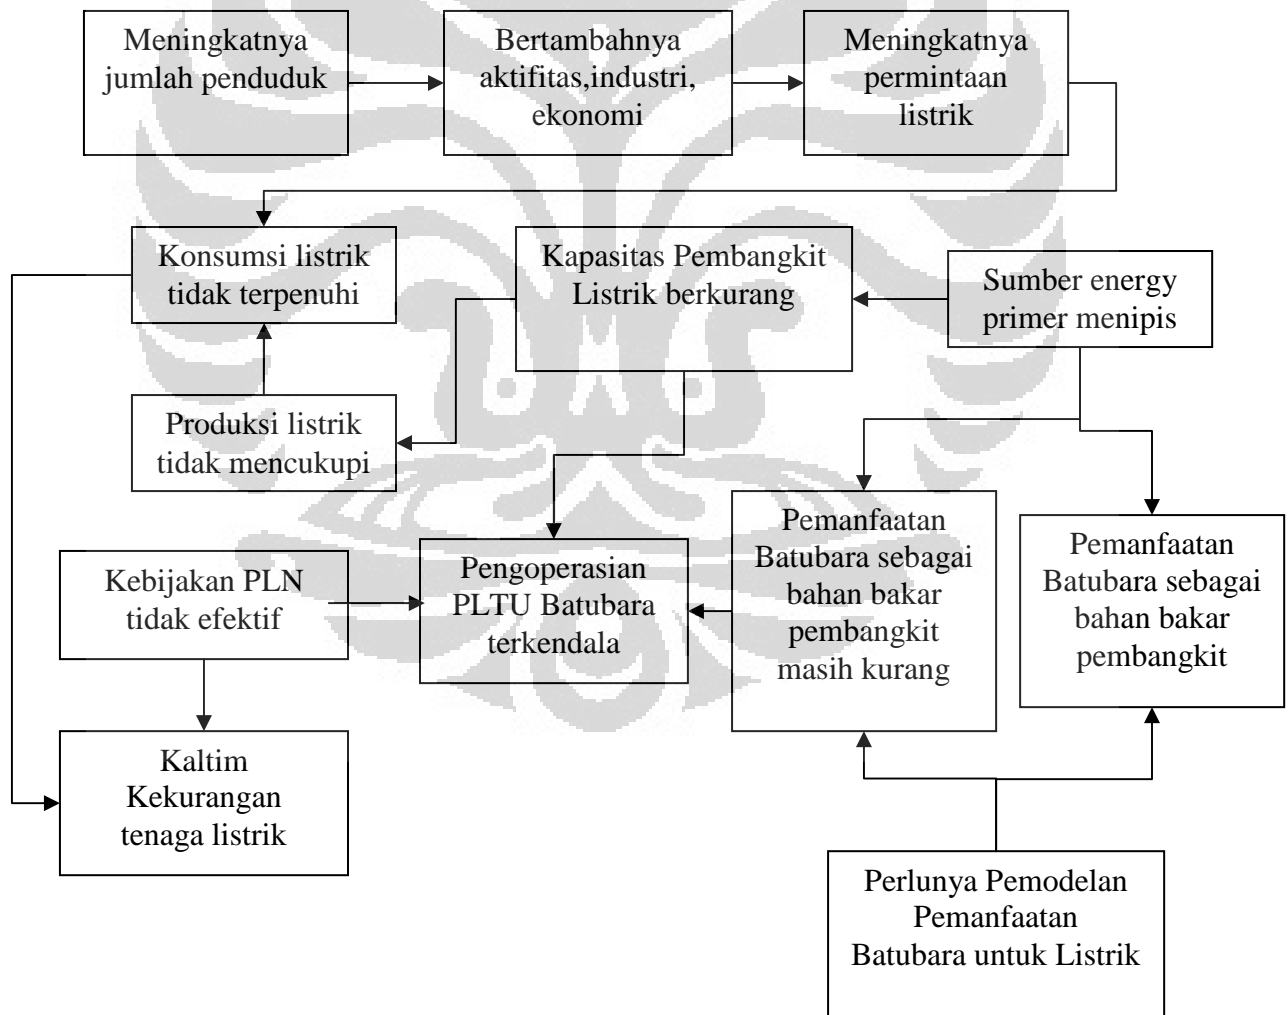 Meningkatnya
jumlah penduduk
Bertambahnya
aktifitas,industri,
ekonomi
Meningkatnya
permintaan
listrik
Konsumsi listrik
tidak terpenuhi
Kapasitas Pembangkit
Listrik berkurang
Sumber energy
primer menipis
Produksi listrik
tidak mencukupi
Kebijakan PLN
tidak efektif
Pengoperasian
PLTU Batubara
terkendala
Pemanfaatan
Batubara sebagai
bahan bakar
pembangkit
masih kurang
Pemanfaatan
Batubara sebagai
bahan bakar
pembangkit
Kaltim
Kekurangan
tenaga listrik
Perlunya Pemodelan
Pemanfaatan
Batubara untuk Listrik